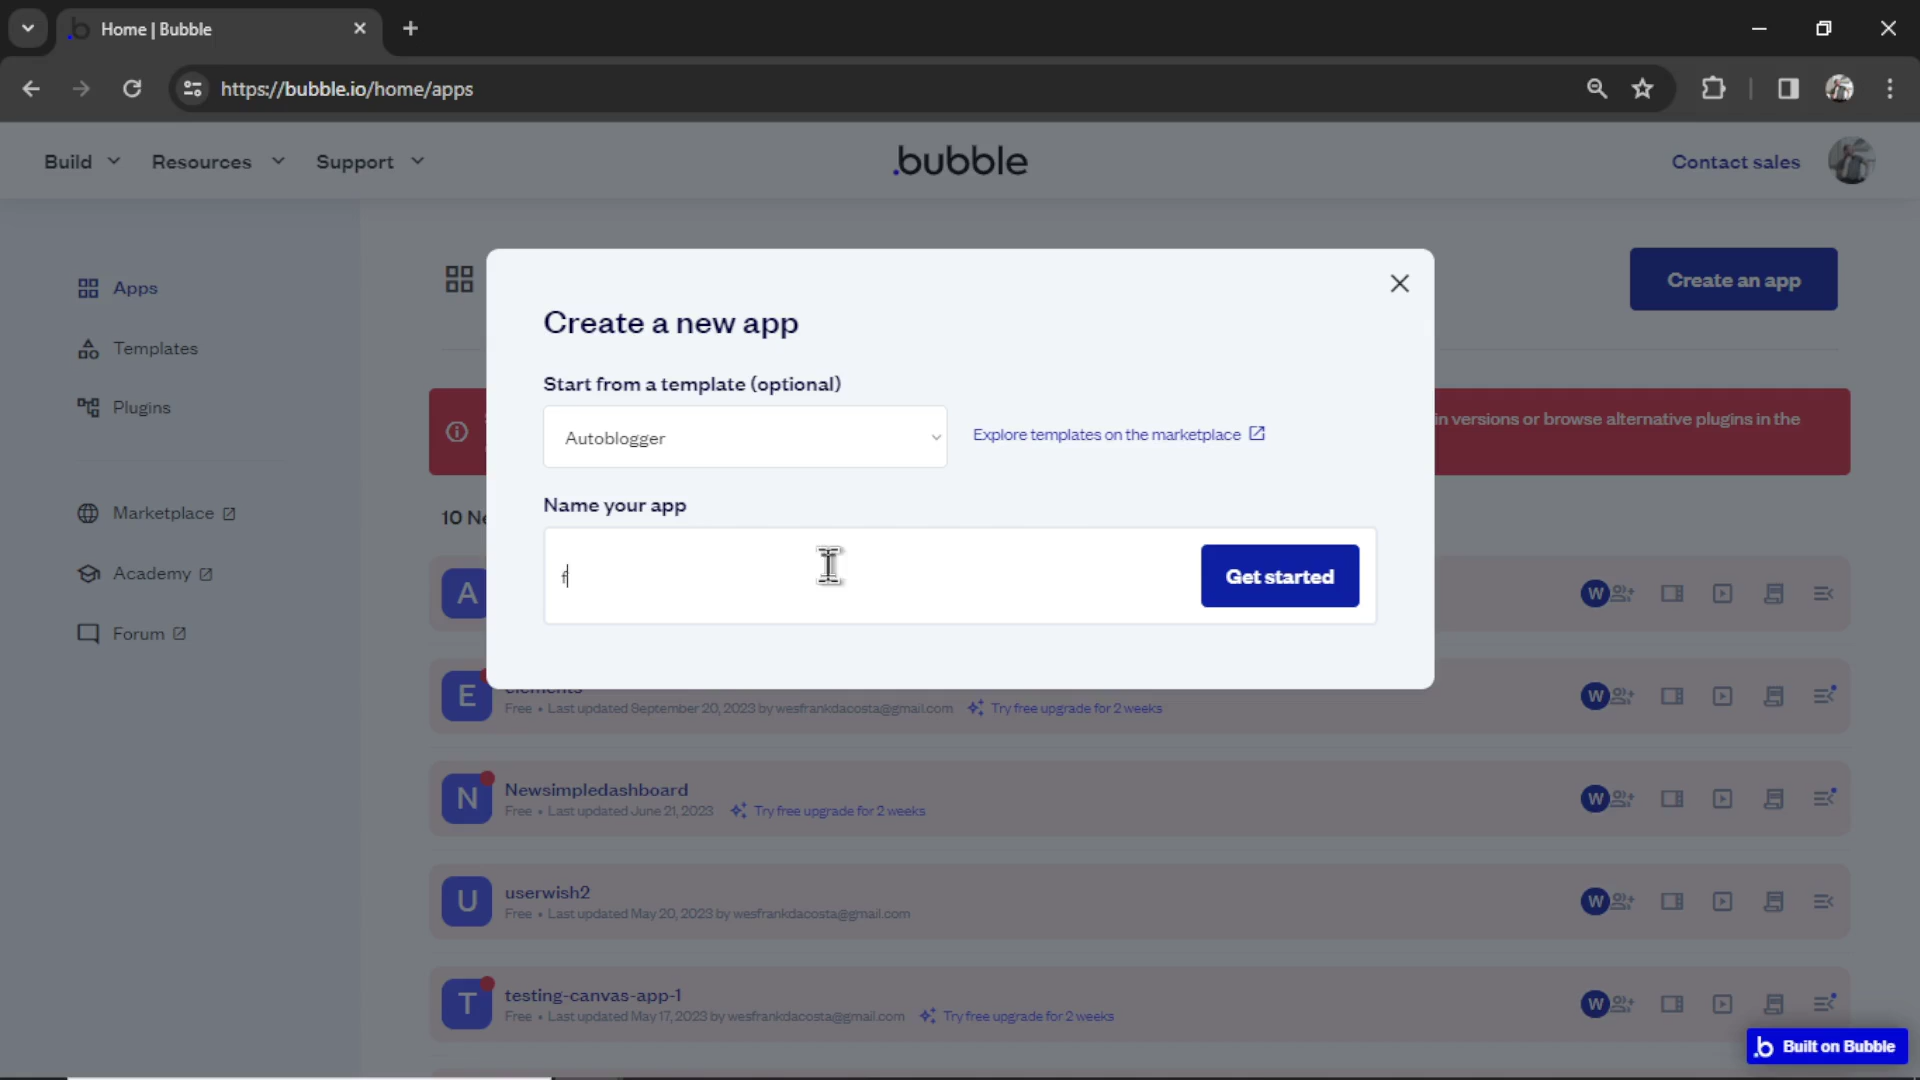 Home | Bubble
https://bubble.io/home/apps
Build Resources Support
.bubble
Contact sales
Apps
Templates
Plugins
Marketplace
Academy
Forum
Create an app
Create a new app
Start from a template (optional)
Autoblogger
Explore templates on the marketplace
Name your app
f
Get started
in versions or browse alternative plugins in the
10
A
W
E
Free • Last updated September 20, 2023 by wesfrankdacosta@gmail.com Try free upgrade for 2 weeks
W
N
Newsimpledashboard
Free • Last updated June 21, 2023 Try free upgrade for 2 weeks
W
U
userwish2
Free • Last updated May 20, 2023 by wesfrankdacosta@gmail.com
W
T
testing-canvas-app-1
Free • Last updated May 17, 2023 by wesfrankdacosta@gmail.com Try free upgrade for 2 weeks
W
.b Built on Bubble